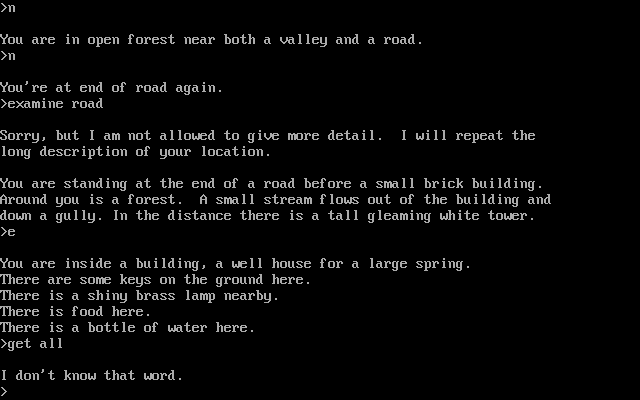 >n
You are in open forest near both a valley and a road.
>n
You're at end of road again.
>examine road
Sorry, but I am not allowed to give more detail.  I will repeat the
long description of your location.
You are standing at the end of a road before a small brick building.
Around you is a forest.  A small stream flows out of the building and
down a gully. In the distance there is a tall gleaming white tower.
>e
You are inside a building, a well house for a large spring.
There are some keys on the ground here.
There is a shiny brass lamp nearby.
There is food here.
There is a bottle of water here.
>get all
I don't know that word.
>